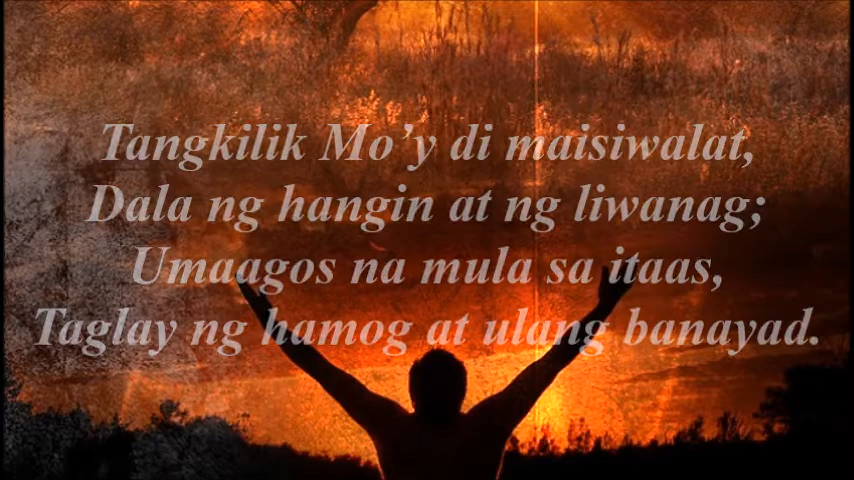 Tangkilik Mo’y di maisiwalat,
Dala ng hangin at ng liwanag;
Umaagos na mula sa itaas,
Taglay ng hamog at ulang banayad.